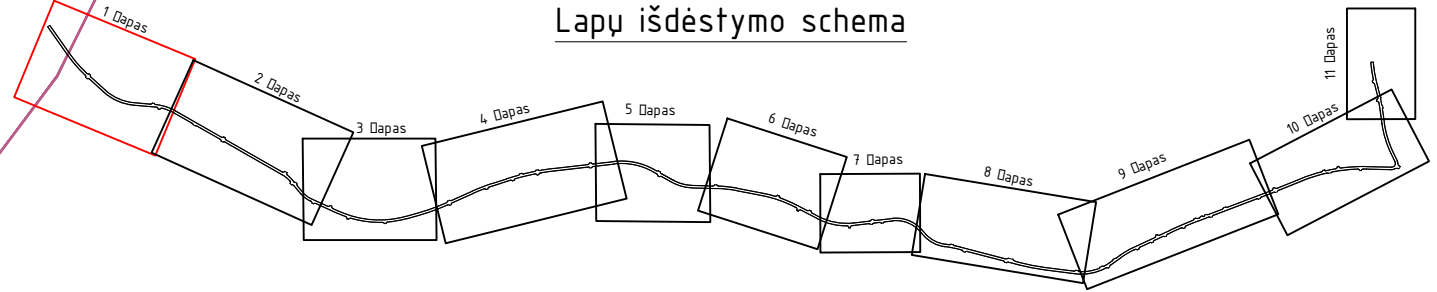 Lapų išdėstymo schema
1 □apas
2 □apas
3 □apas
4 □apas
5 □apas
6 □apas
7 □apas
8 □apas
9 □apas
10 □apas
11 □apas